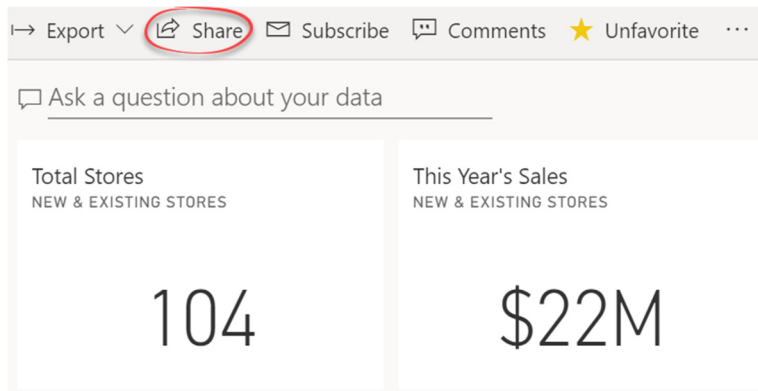 Export Share Subscribe Comments Unfavorite ...
Ask a question about your data
Total Stores
NEW & EXISTING STORES
104
This Year's Sales
NEW & EXISTING STORES
$22M